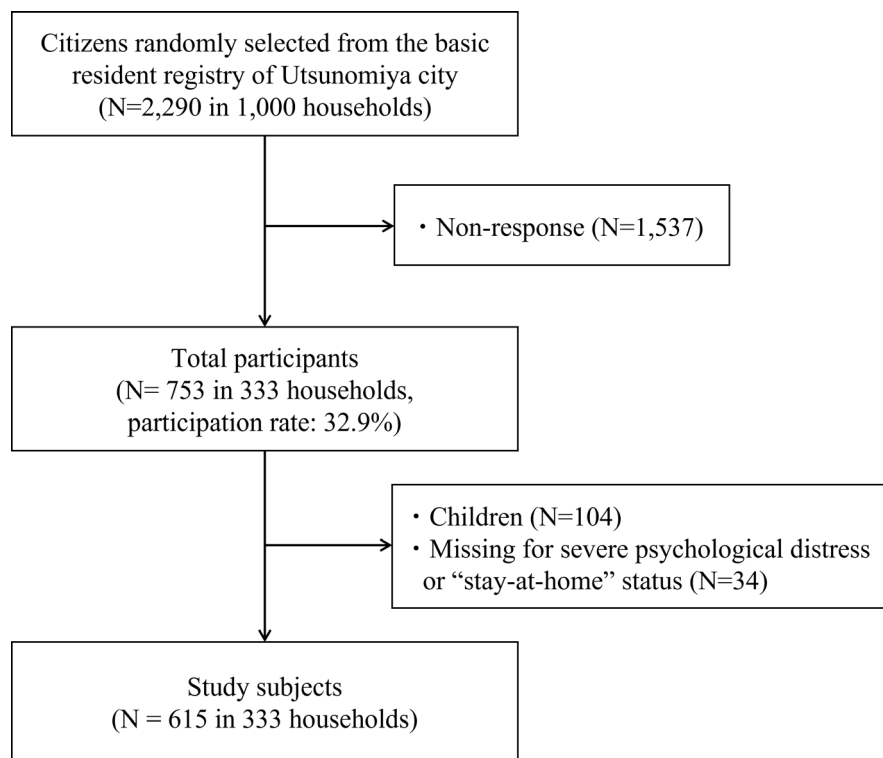 Citizens randomly selected from the basic
resident registry of Utsunomiya city
(N=2,290 in 1,000 households)
・Non-response (N=1,537)
Total participants
(N= 753 in 333 households,
participation rate: 32.9%)
・Children (N=104)
・Missing for severe psychological distress
or “stay-at-home” status (N=34)
Study subjects
(N = 615 in 333 households)